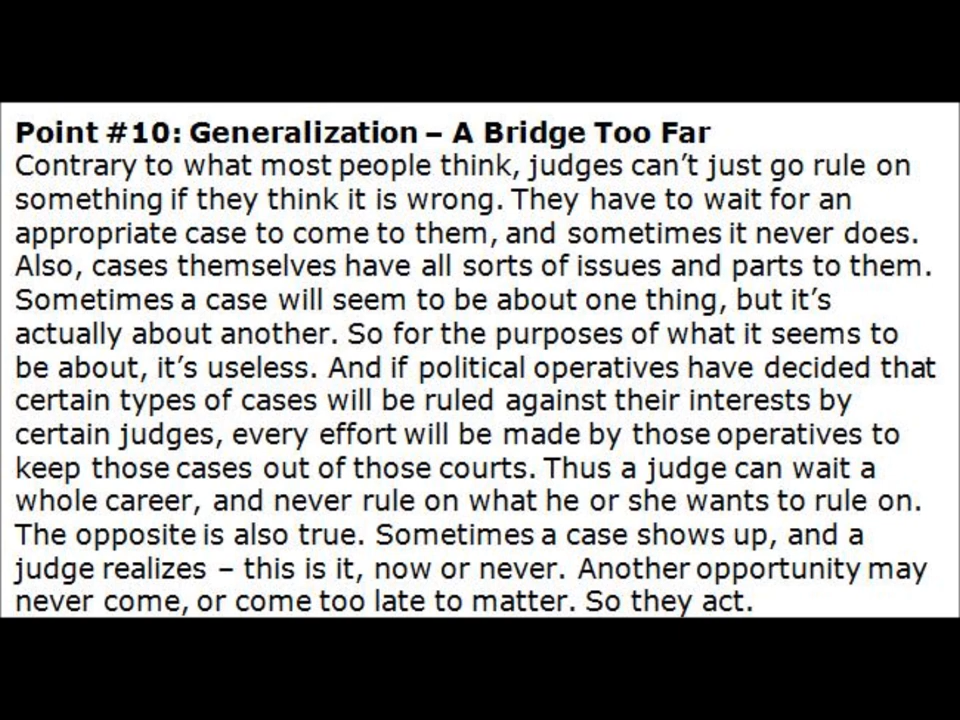 Point #10: Generalization – A Bridge Too Far
Contrary to what most people think, judges can’t just go rule on
something if they think it is wrong. They have to wait for an
appropriate case to come to them, and sometimes it never does.
Also, cases themselves have all sorts of issues and parts to them.
Sometimes a case will seem to be about one thing, but it’s
actually about another. So for the purposes of what it seems to
be about, it’s useless. And if political operatives have decided that
certain types of cases will be ruled against their interests by
certain judges, every effort will be made by those operatives to
keep those cases out of those courts. Thus a judge can wait a
whole career, and never rule on what he or she wants to rule on.
The opposite is also true. Sometimes a case shows up, and a
judge realizes – this is it, now or never. Another opportunity may
never come, or come too late to matter. So they act.